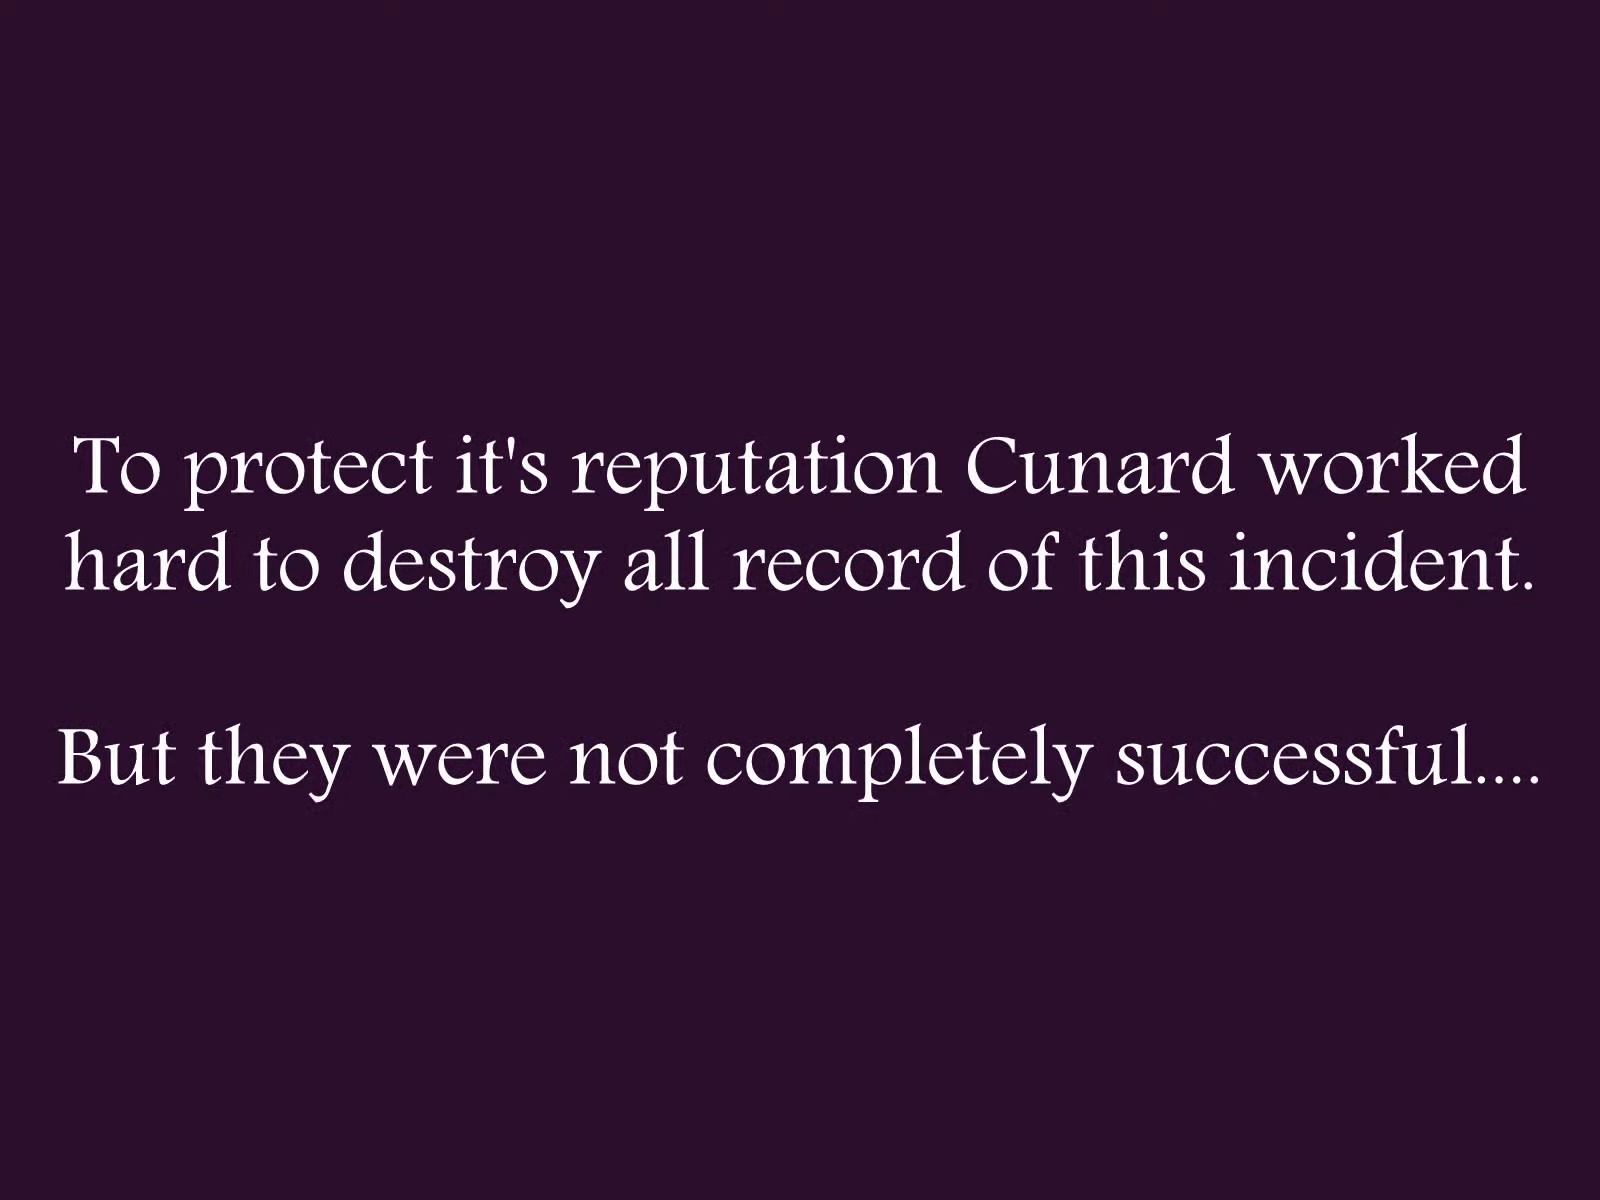 To protect it's reputation Cunard worked
hard to destroy all record of this incident.
But they were not completely successful....